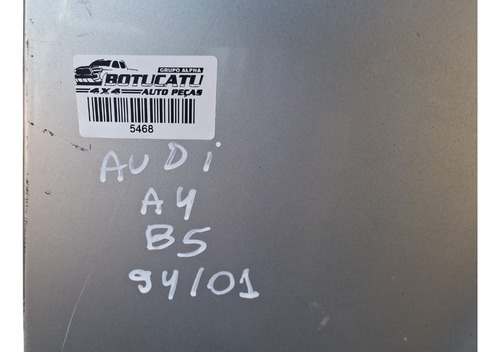 GRUPO ALPHA
BOTUCATU
4X4 AUTO PEÇAS
5468
AUDi
A4
B5
94/01